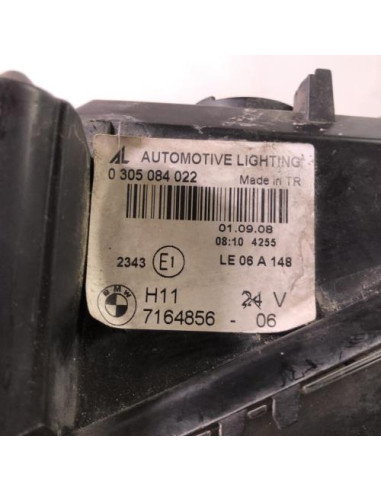 AL AUTOMOTIVE LIGHTING
0 305 084 022 Made in TR
01.09.08
08:10 4255
2343 E1 LE 06 A 148
BMW H11 24 V
7164856 - 06